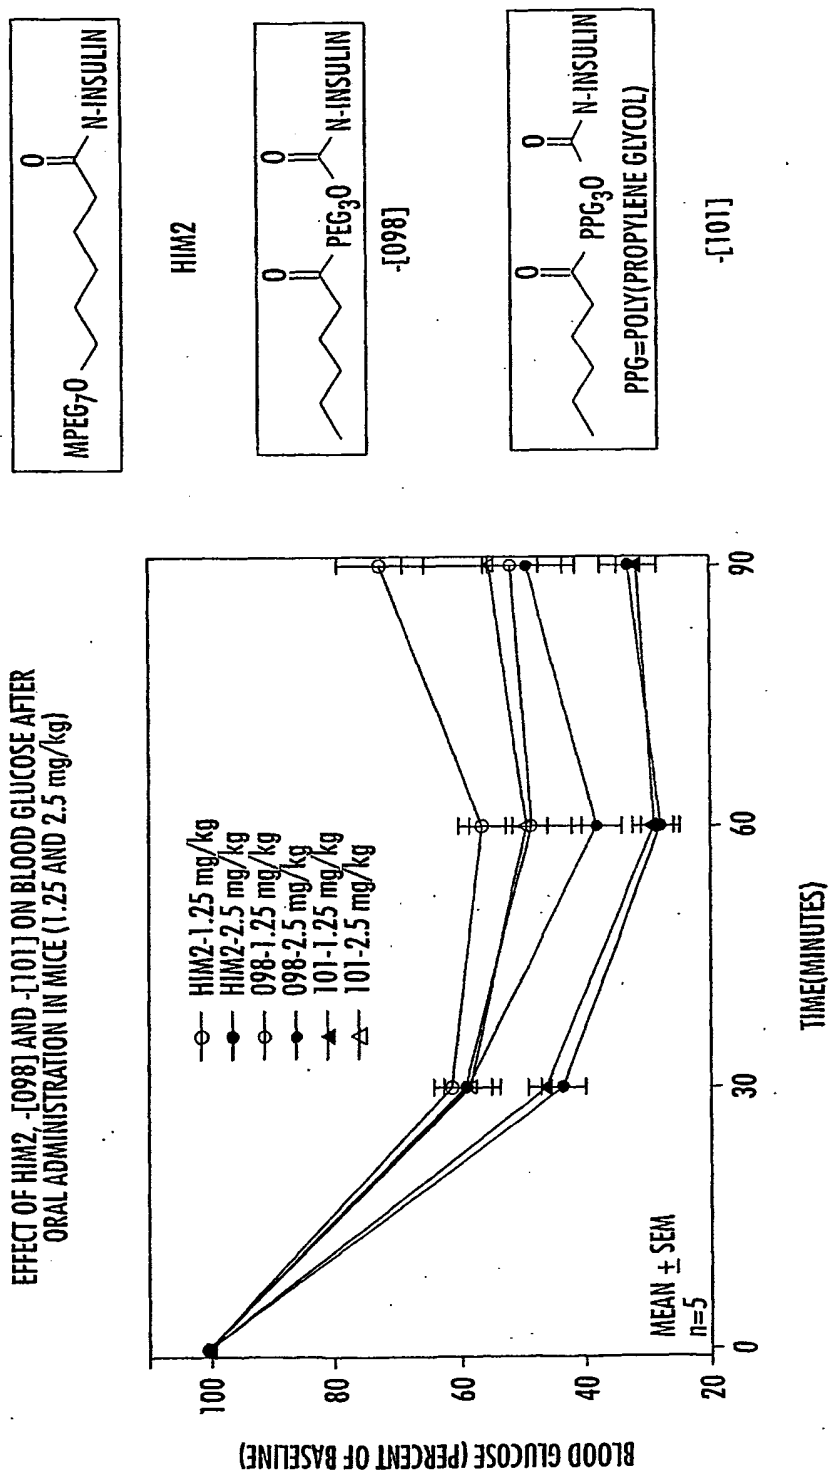 EFFECT OF HIM2, -[098] AND -[101] ON BLOOD GLUCOSE AFTER
ORAL ADMINISTRATION IN MICE (1.25 AND 2.5 mg/kg)
BLOOD GLUCOSE (PERCENT OF BASELINE)
100
80
60
40
20
HIM2-1.25 mg/kg
HIM2-2.5 mg/kg
098-1.25 mg/kg
098-2.5 mg/kg
101-1.25 mg/kg
101-2.5 mg/kg
MEAN ± SEM
n=5
0
30
60
90
TIME(MINUTES)
O
MPEG₇O
N-INSULIN
HIM2
O
O
PEG₃O
N-INSULIN
-[098]
O
O
PPG₃O
N-INSULIN
PPG=POLY(PROPYLENE GLYCOL)
-[101]